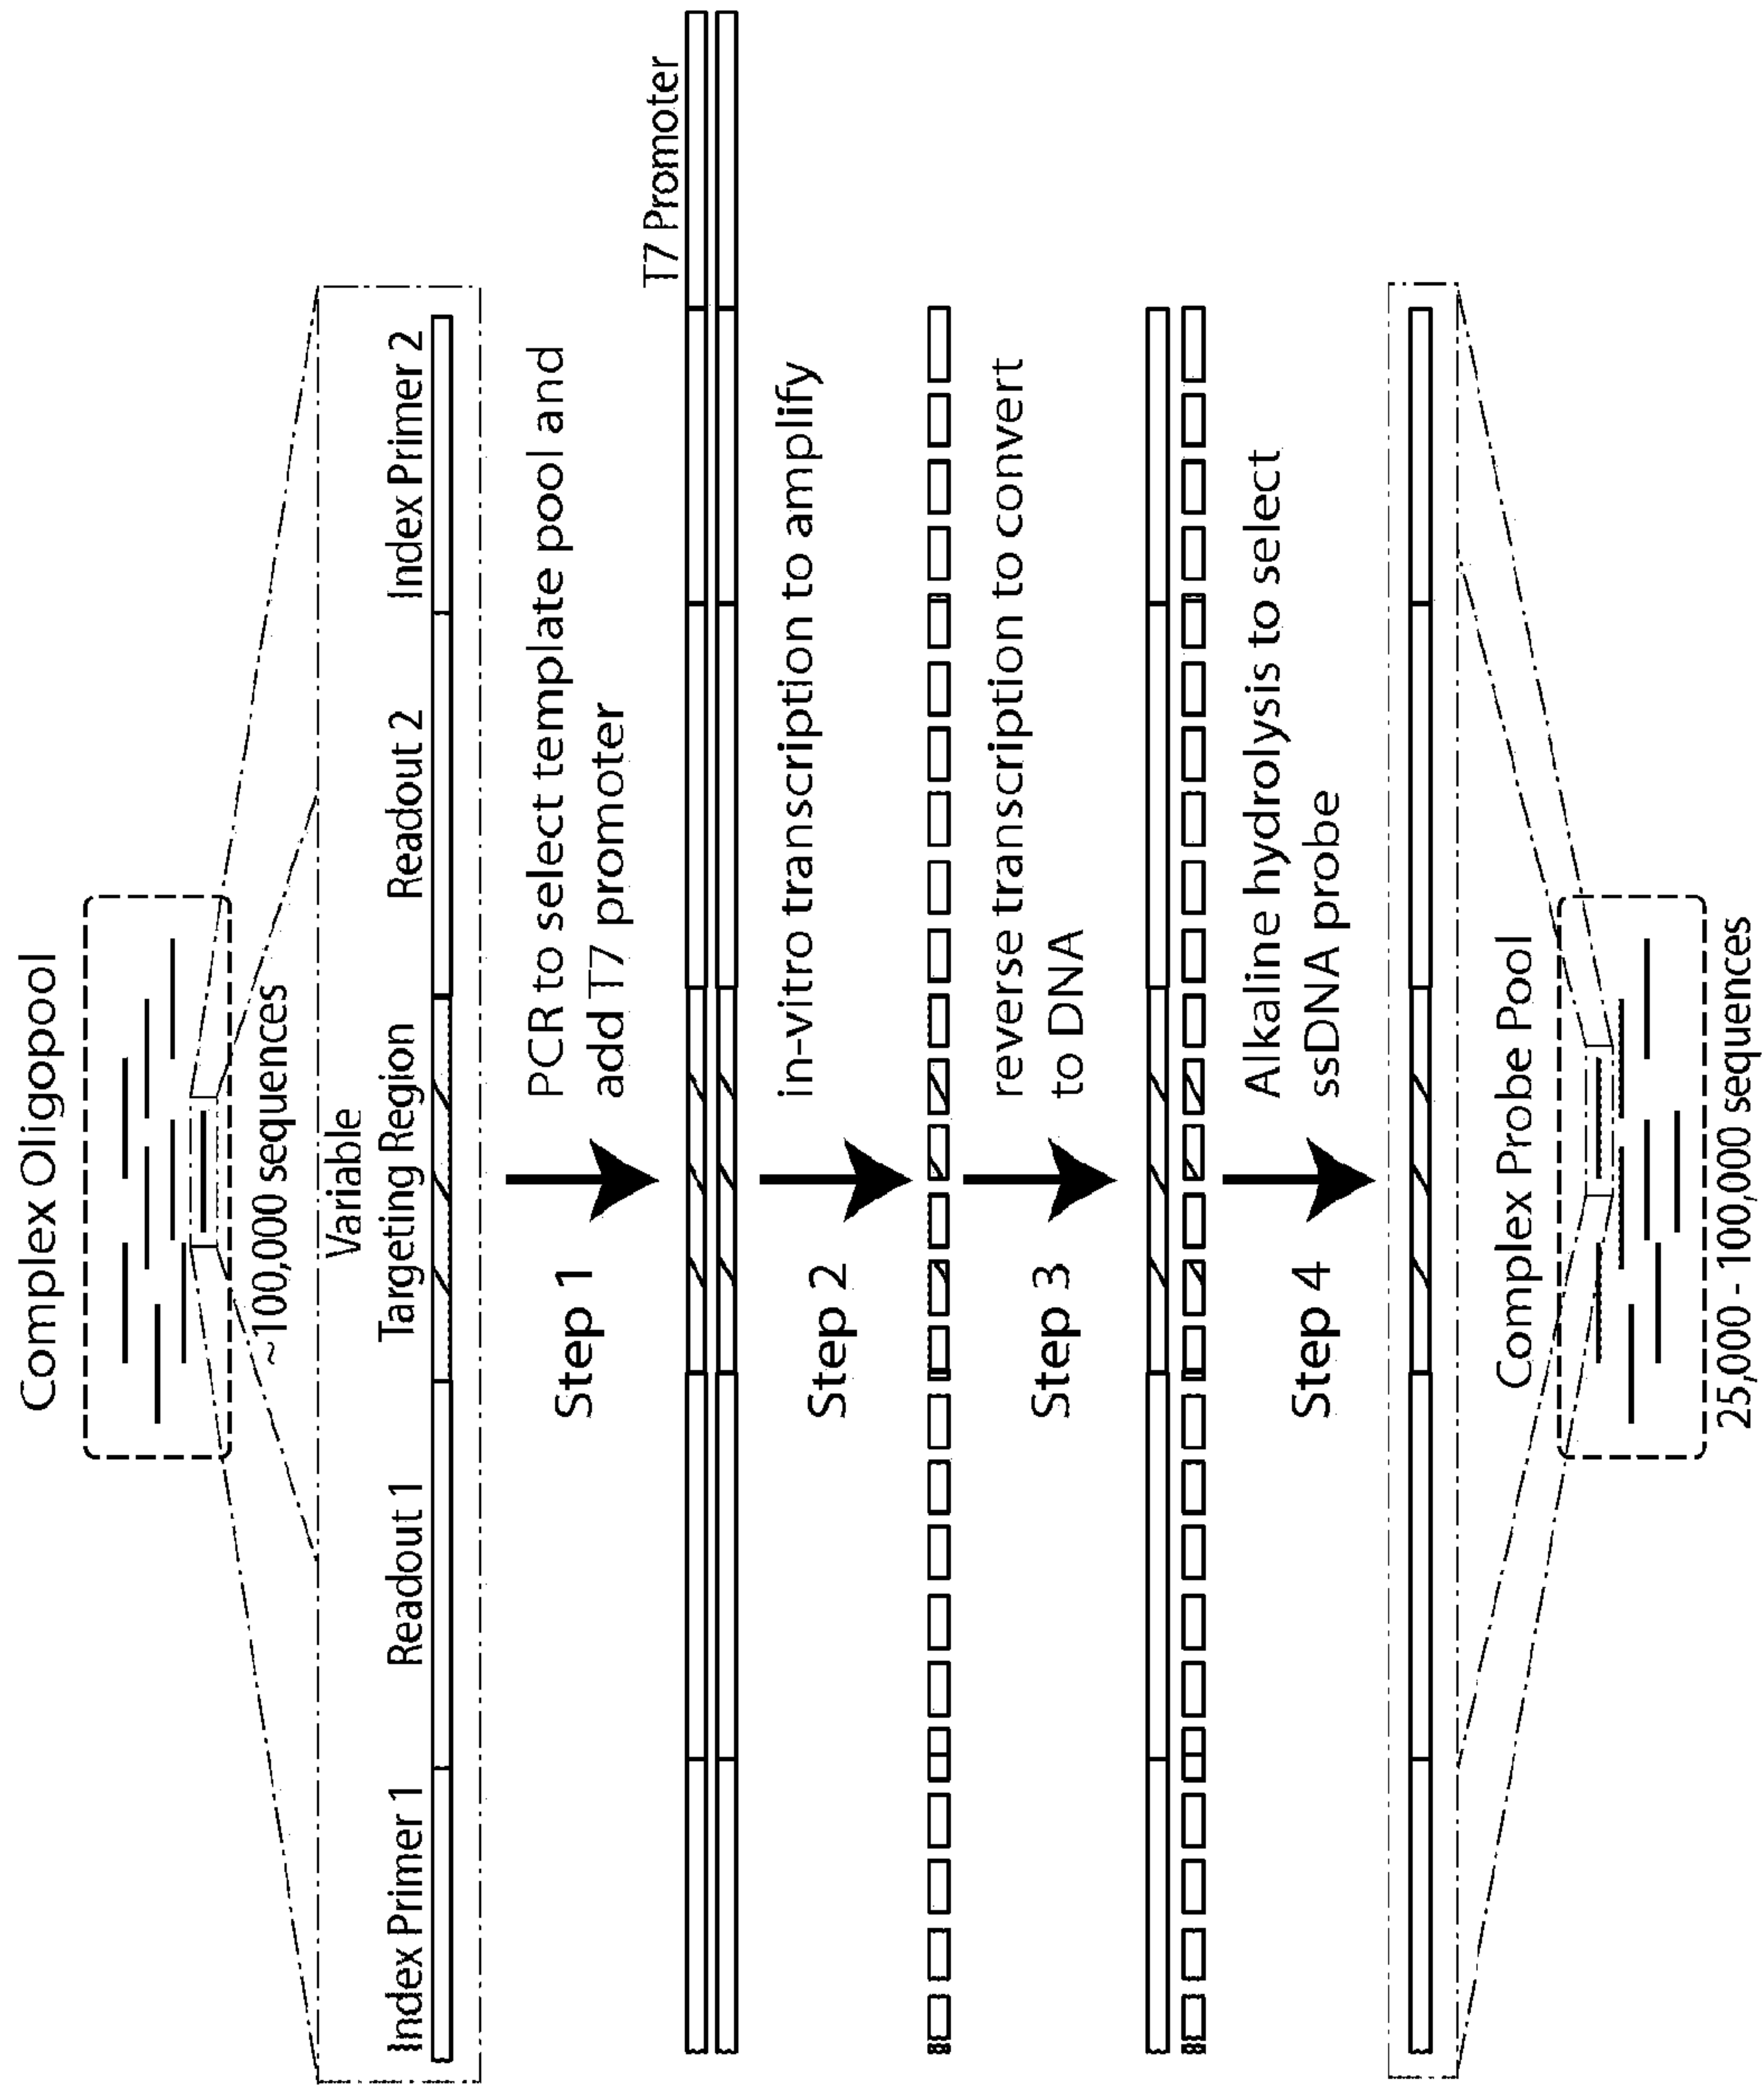 Complex Oligopool
~100,000 sequences
Variable
Targeting Region
Index Primer 1
Readout 1
Readout 2
Index Primer 2
Step 1
PCR to select template pool and
add T7 promoter
T7 Promoter
Step 2
in-vitro transcription to amplify
Step 3
reverse transcription to convert
to DNA
Step 4
Alkaline hydrolysis to select
ssDNA probe
Complex Probe Pool
25,000 - 100,000 sequences